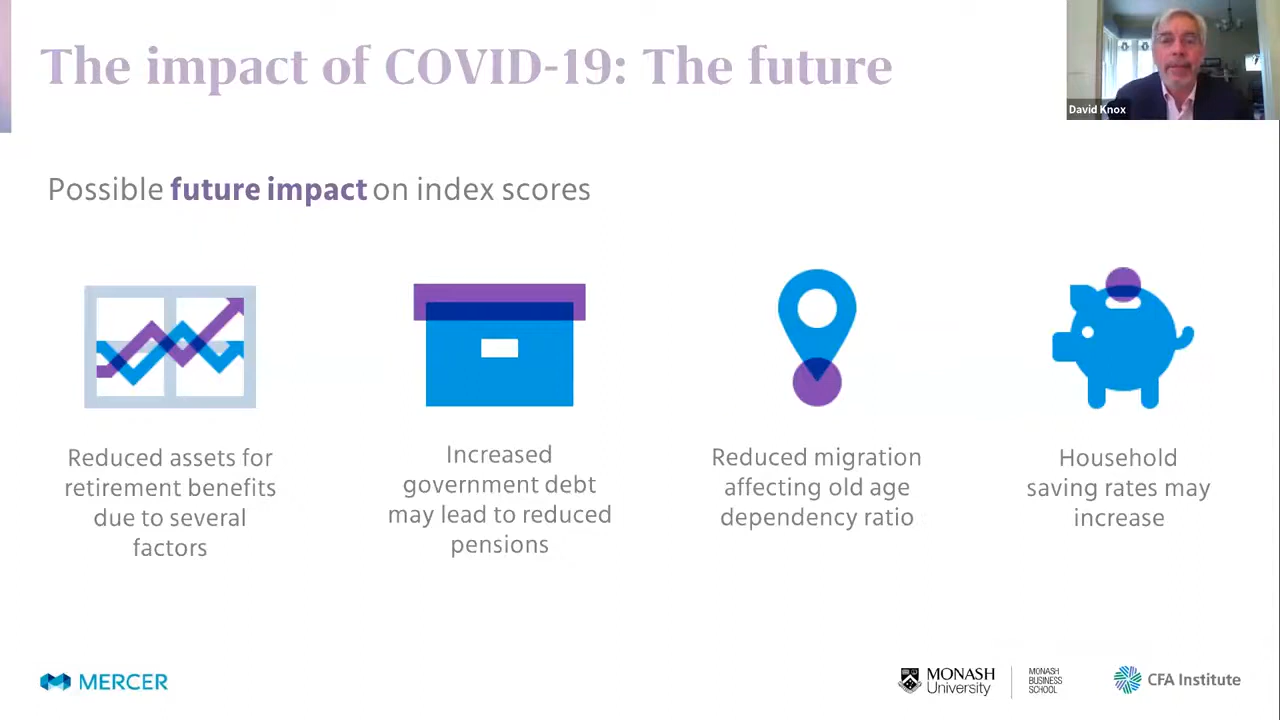 The impact of COVID-19: The future
David Knox
Possible future impact on index scores
Reduced assets for
retirement benefits
due to several
factors
Increased
government debt
may lead to reduced
pensions
Reduced migration
affecting old age
dependency ratio
Household
saving rates may
increase
MERCER
MONASH
University
MONASH
BUSINESS
SCHOOL
CFA Institute